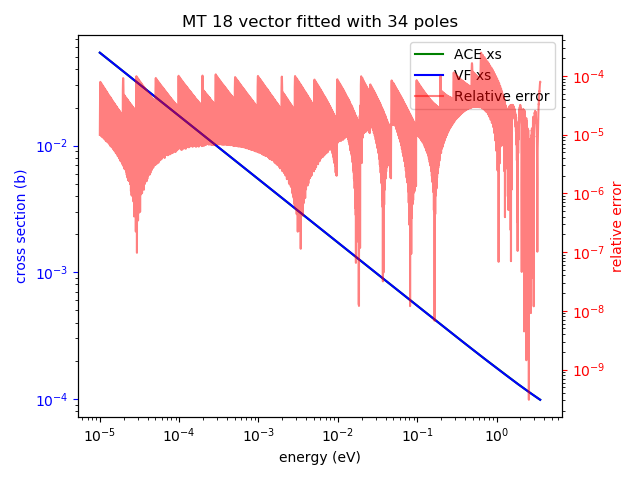 MT 18 vector fitted with 34 poles
ACE xs
VF xs
Relative error
cross section (b)
10⁻²
10⁻³
10⁻⁴
relative error
10⁻⁴
10⁻⁵
10⁻⁶
10⁻⁷
10⁻⁸
10⁻⁹
10⁻⁵ 10⁻⁴ 10⁻³ 10⁻² 10⁻¹ 10⁰
energy (eV)